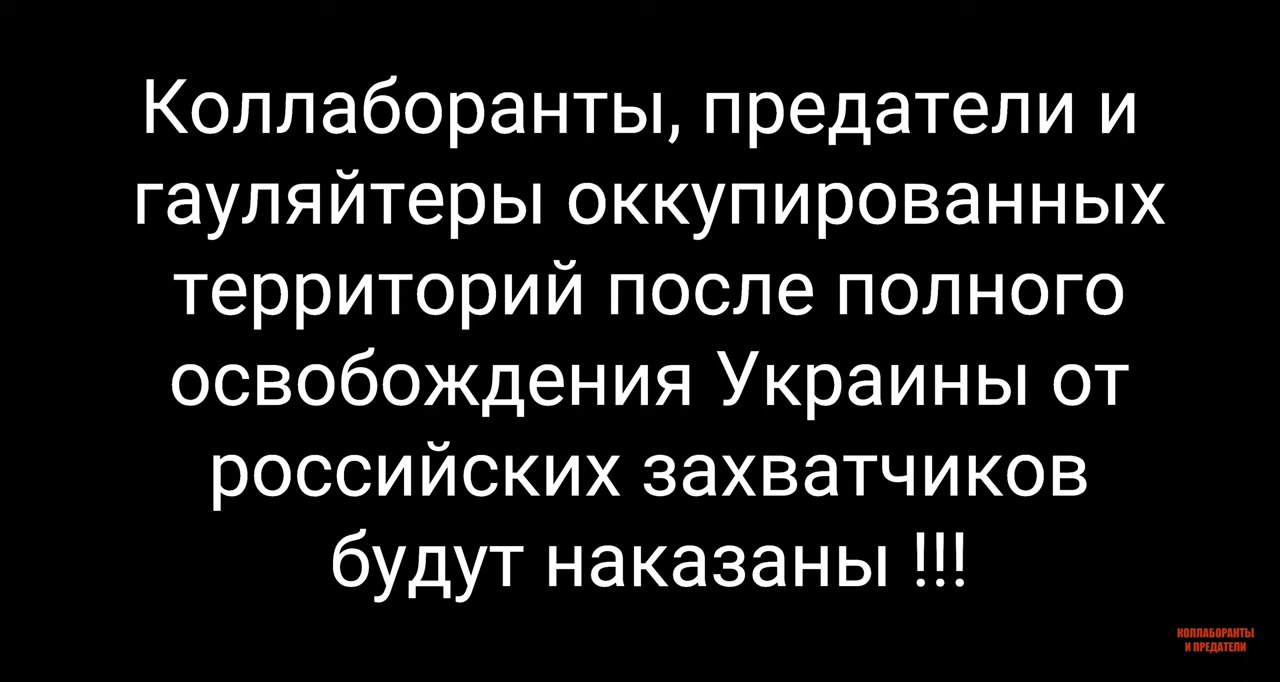 Коллаборанты, предатели и
гауляйтеры оккупированных
территорий после полного
освобождения Украины от
российских захватчиков
будут наказаны !!!
КОЛЛАБОРАНТЫ
И ПРЕДАТЕЛИ